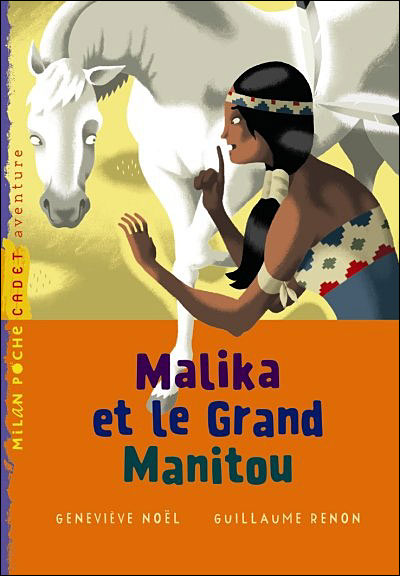 MiLAN POCHE CADET aventure
Malika
et le Grand
Manitou
GENEVIÈVE NOËL GUILLAUME RENON